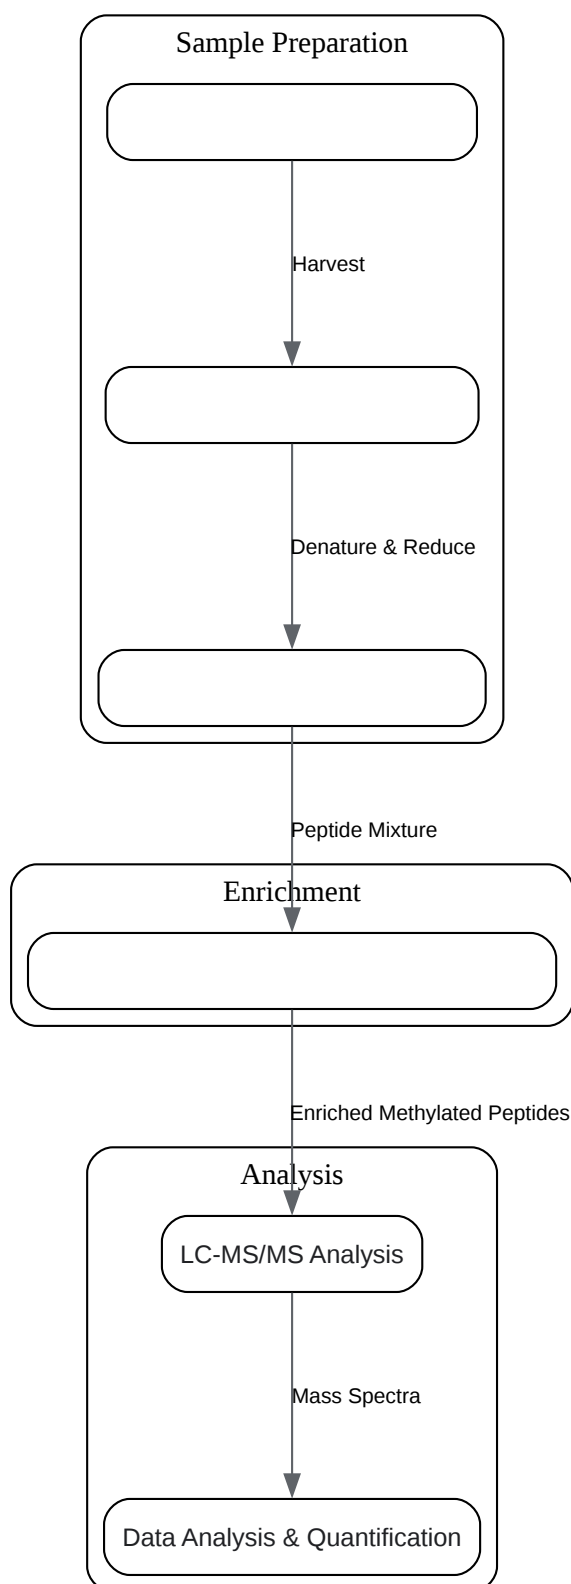 Sample Preparation
Harvest
Denature & Reduce
Peptide Mixture
Enrichment
Enriched Methylated Peptides
Analysis
LC-MS/MS Analysis
Mass Spectra
Data Analysis & Quantification